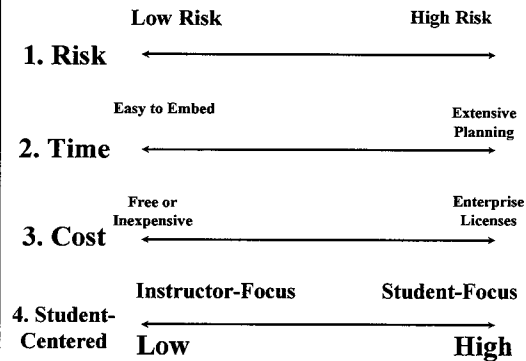 Low Risk High Risk
1. Risk
Easy to Embed Extensive
Planning
2. Time
Free or Enterprise
Inexpensive Licenses
3. Cost
Instructor-Focus Student-Focus
4. Student-
Centered
Low High